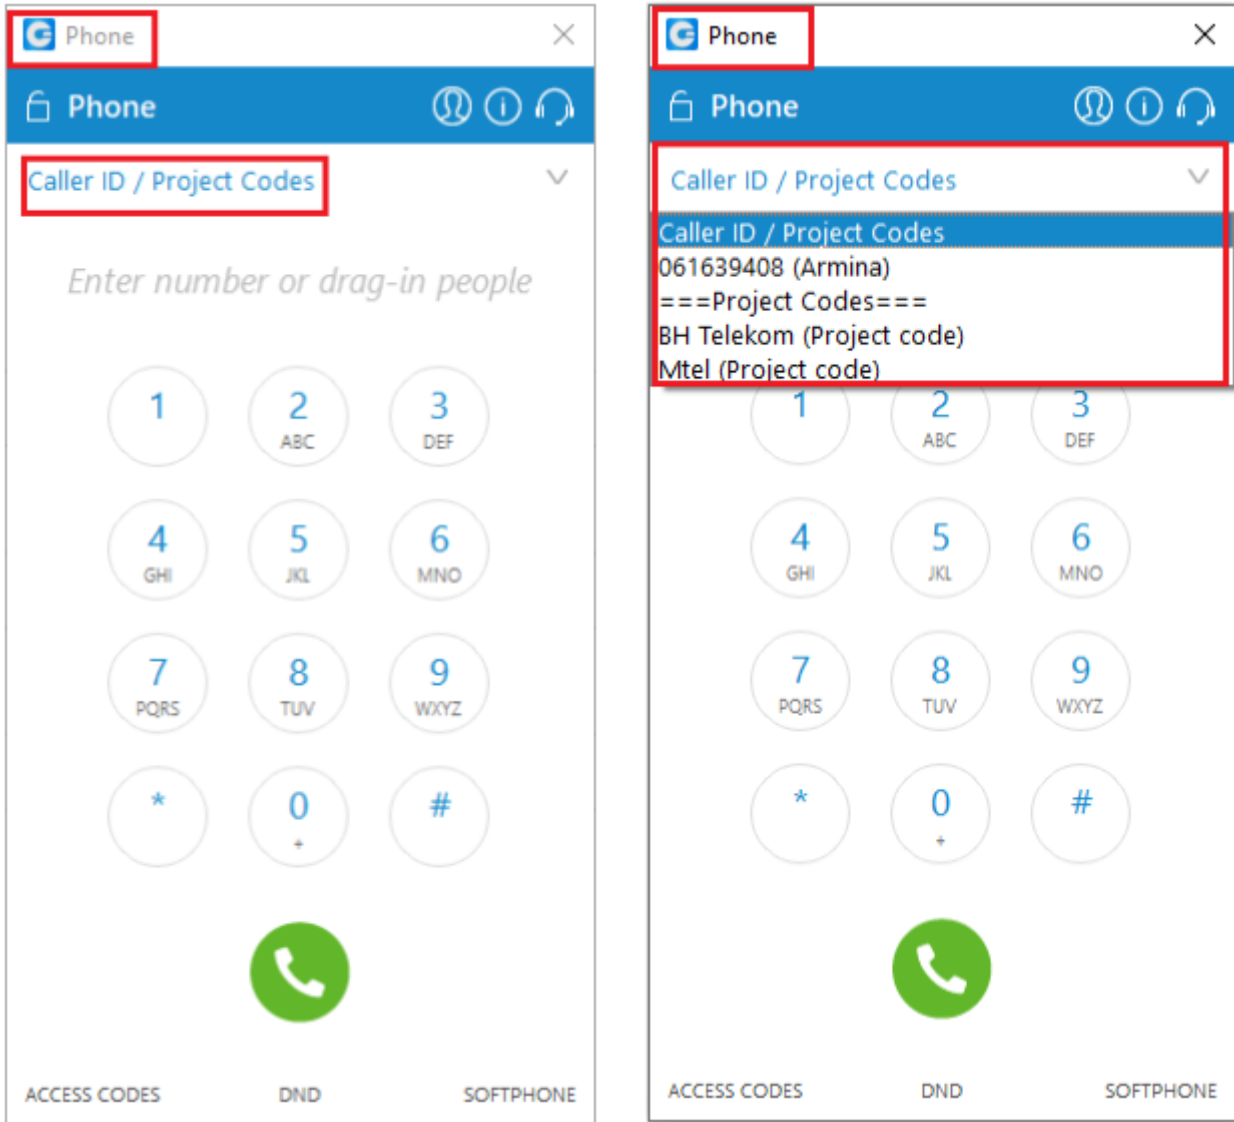 Phone
Phone
Caller ID / Project Codes
Enter number or drag-in people
1
2
3
ABC
DEF
4
5
6
GHI
JKL
MNO
7
8
9
PQRS
TUV
WXYZ
*
0
#
+
ACCESS CODES
DND
SOFTPHONE
Phone
Phone
Caller ID / Project Codes
Caller ID / Project Codes
061639408 (Armina)
===Project Codes===
BH Telekom (Project code)
Mtel (Project code)
1
2
3
ABC
DEF
4
5
6
GHI
JKL
MNO
7
8
9
PQRS
TUV
WXYZ
*
0
#
+
ACCESS CODES
DND
SOFTPHONE